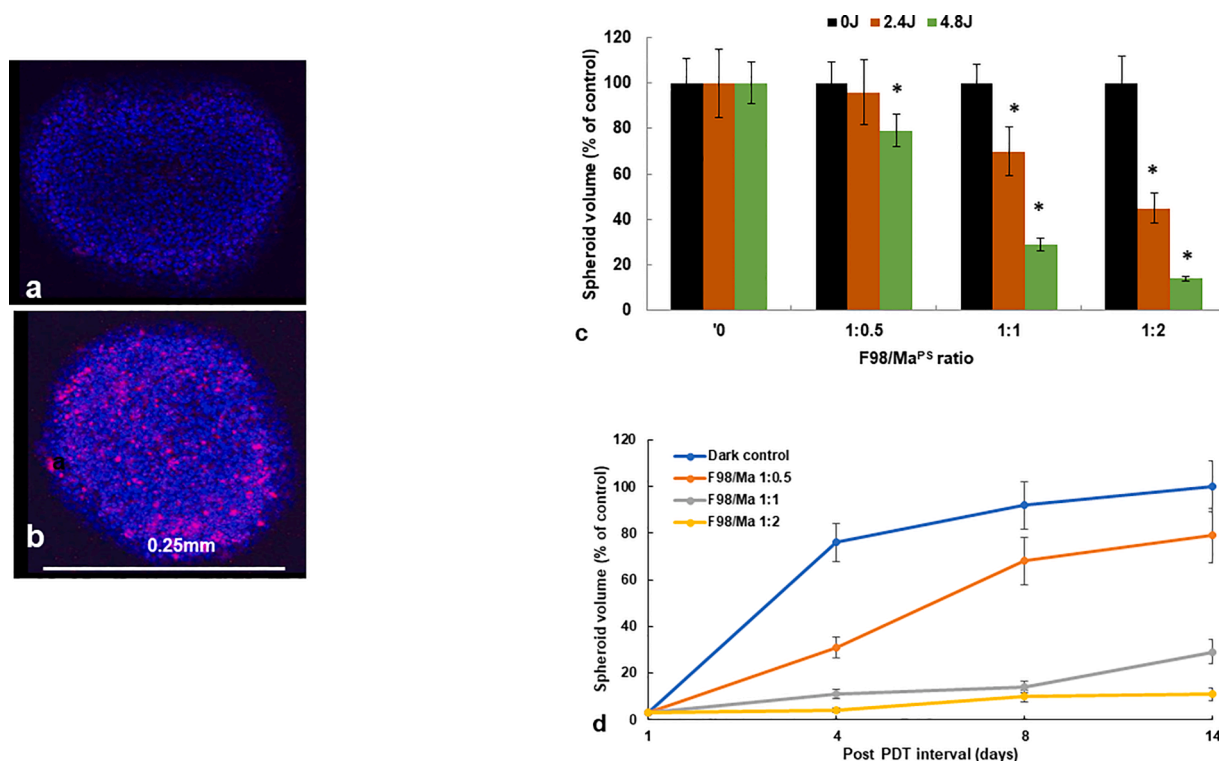 a
a
b
0.25mm
0J 2.4J 4.8J
Spheroid volume (% of control)
120
100
80
60
40
20
0
*
*
*
*
*
'0 1:0.5 1:1 1:2
c
F98/Maᴾˢ ratio
Spheroid volume (% of control)
120
100
80
60
40
20
0
Dark control
F98/Ma 1:0.5
F98/Ma 1:1
F98/Ma 1:2
d
1 4 8 14
Post PDT interval (days)